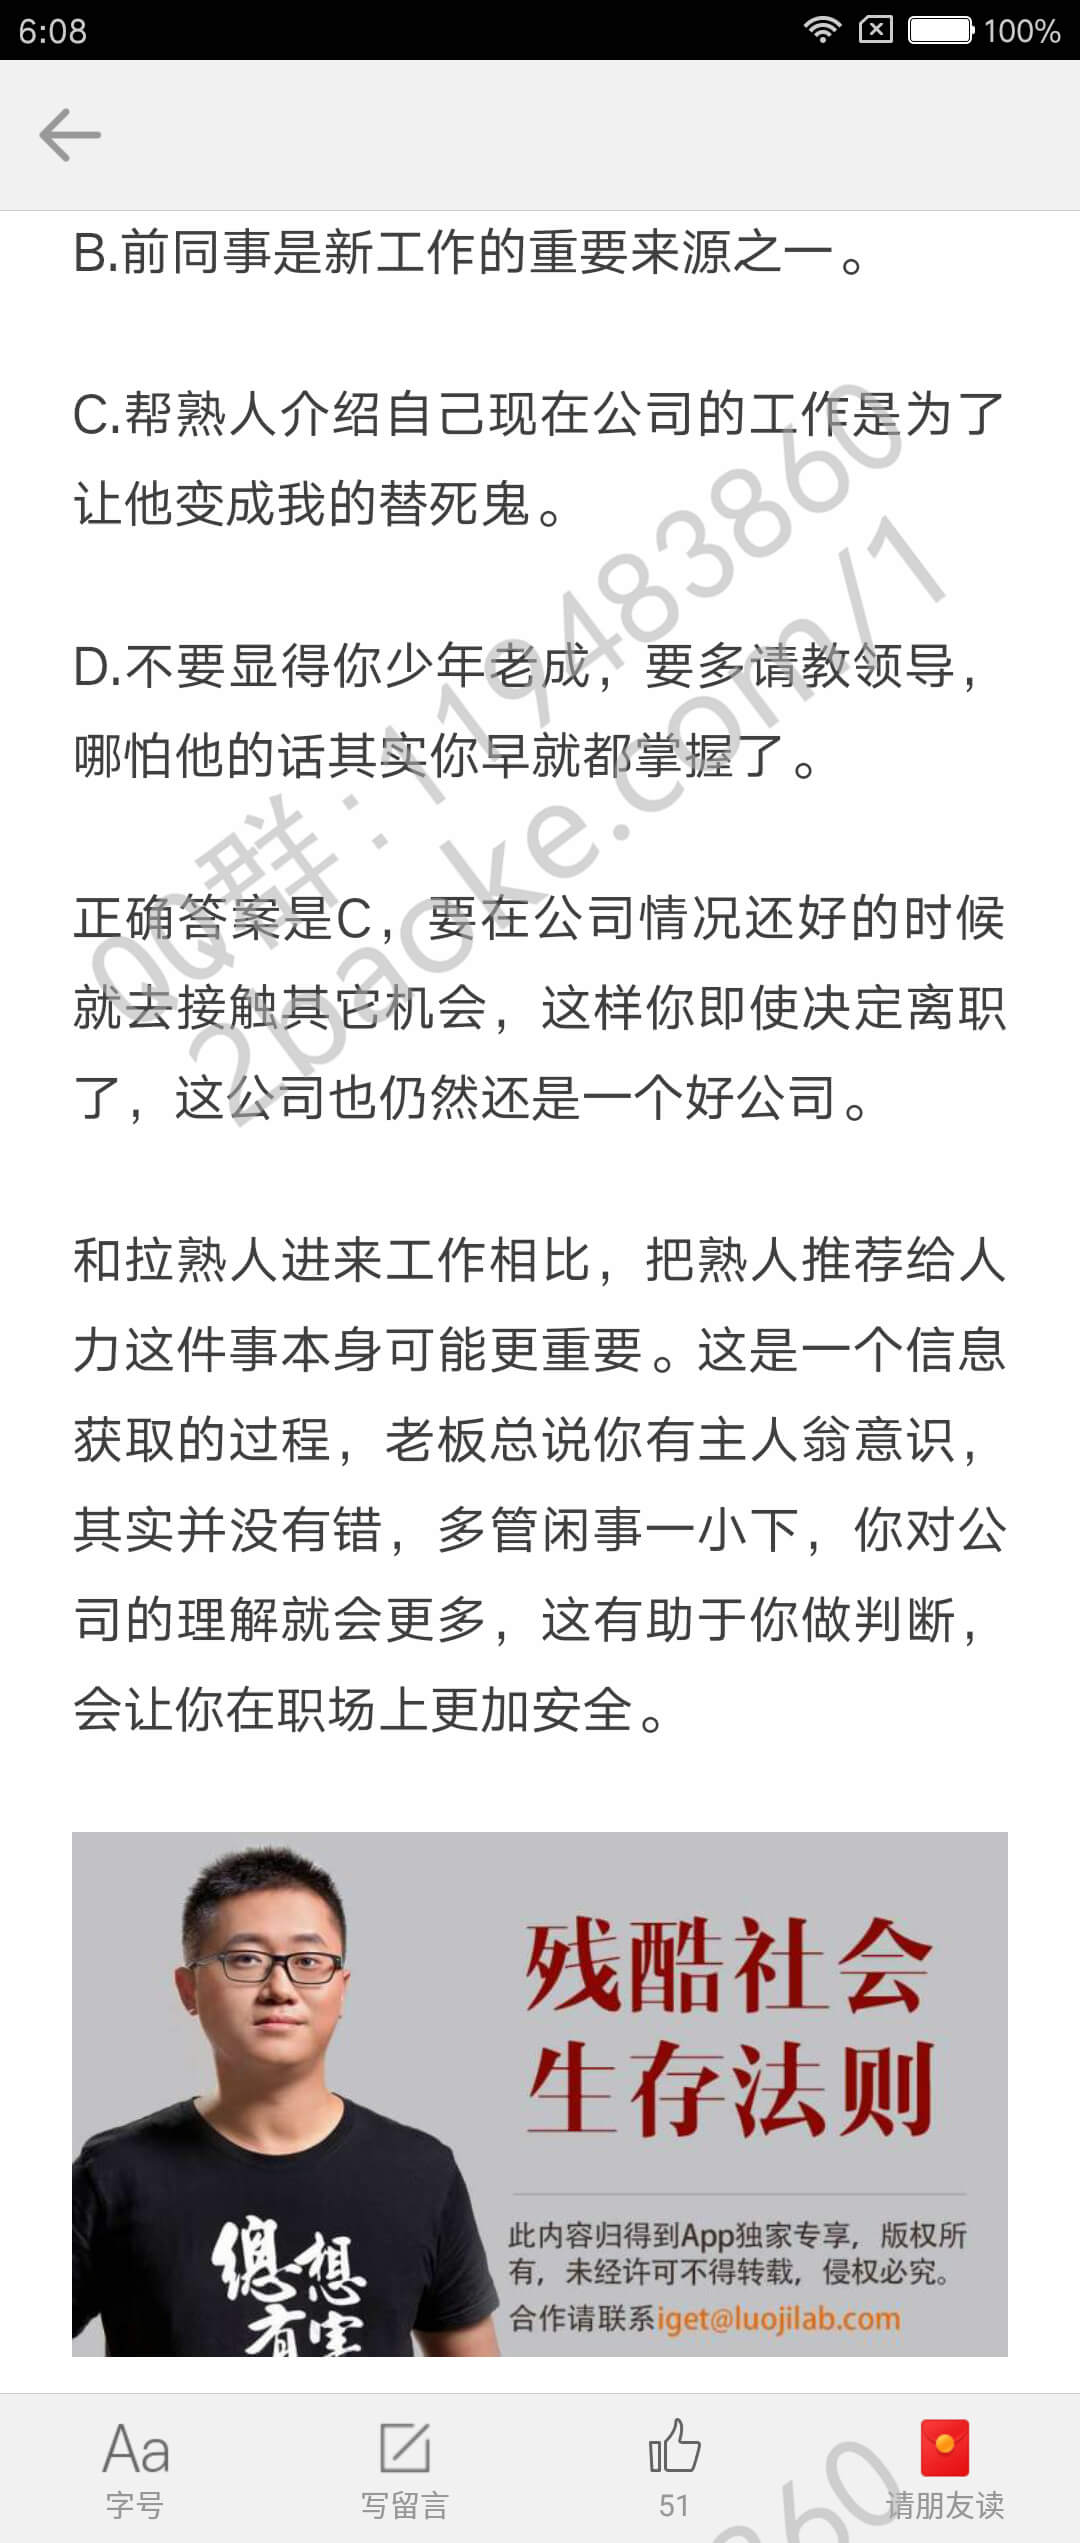 6:08
100%
B.前同事是新工作的重要来源之一。
C.帮熟人介绍自己现在公司的工作是为了
让他变成我的替死鬼。
D.不要显得你少年老成，要多请教领导，
哪怕他的话其实你早就都掌握了。
正确答案是C，要在公司情况还好的时候
就去接触其它机会，这样你即使决定离职
了，这公司也仍然还是一个好公司。
和拉熟人进来工作相比，把熟人推荐给人
力这件事本身可能更重要。这是一个信息
获取的过程，老板总说你有主人翁意识，
其实并没有错，多管闲事一小下，你对公
司的理解就会更多，这有助于你做判断，
会让你在职场上更加安全。
QQ群：119483860
2baoke.com/1
残酷社会
生存法则
此内容归得到App独家专享，版权所
有，未经许可不得转载，侵权必究。
合作请联系iget@luojilab.com
總想
有害
Aa
字号
写留言
51
请朋友读
60